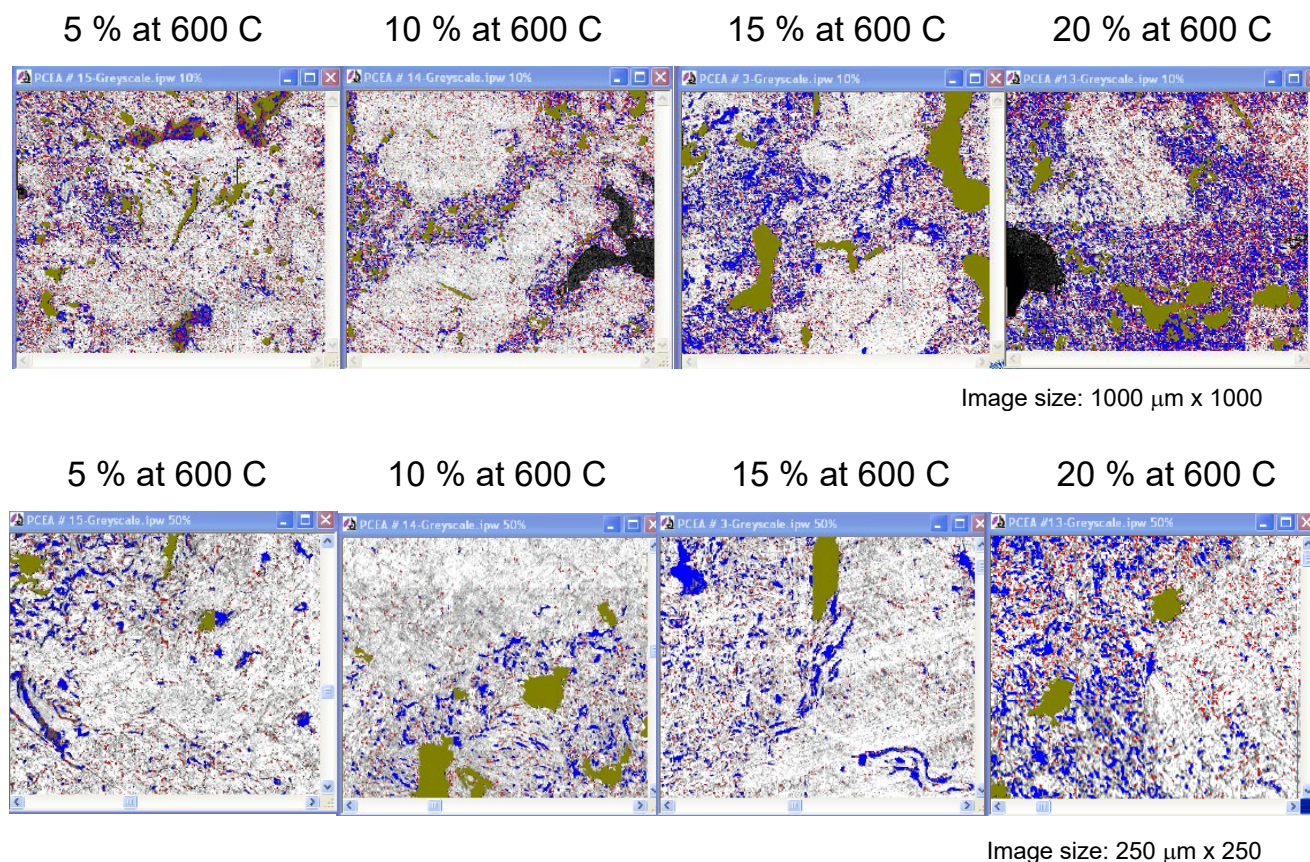 5 % at 600 C 10 % at 600 C 15 % at 600 C 20 % at 600 C
PCEA # 15-Greyscale.ipw 10% PCEA # 14-Greyscale.ipw 10% PCEA # 3-Greyscale.ipw 10% PCEA #13-Greyscale.ipw 10%
Image size: 1000 μm x 1000
5 % at 600 C 10 % at 600 C 15 % at 600 C 20 % at 600 C
PCEA # 15-Greyscale.ipw 50% PCEA # 14-Greyscale.ipw 50% PCEA # 3-Greyscale.ipw 50% PCEA #13-Greyscale.ipw 50%
Image size: 250 μm x 250